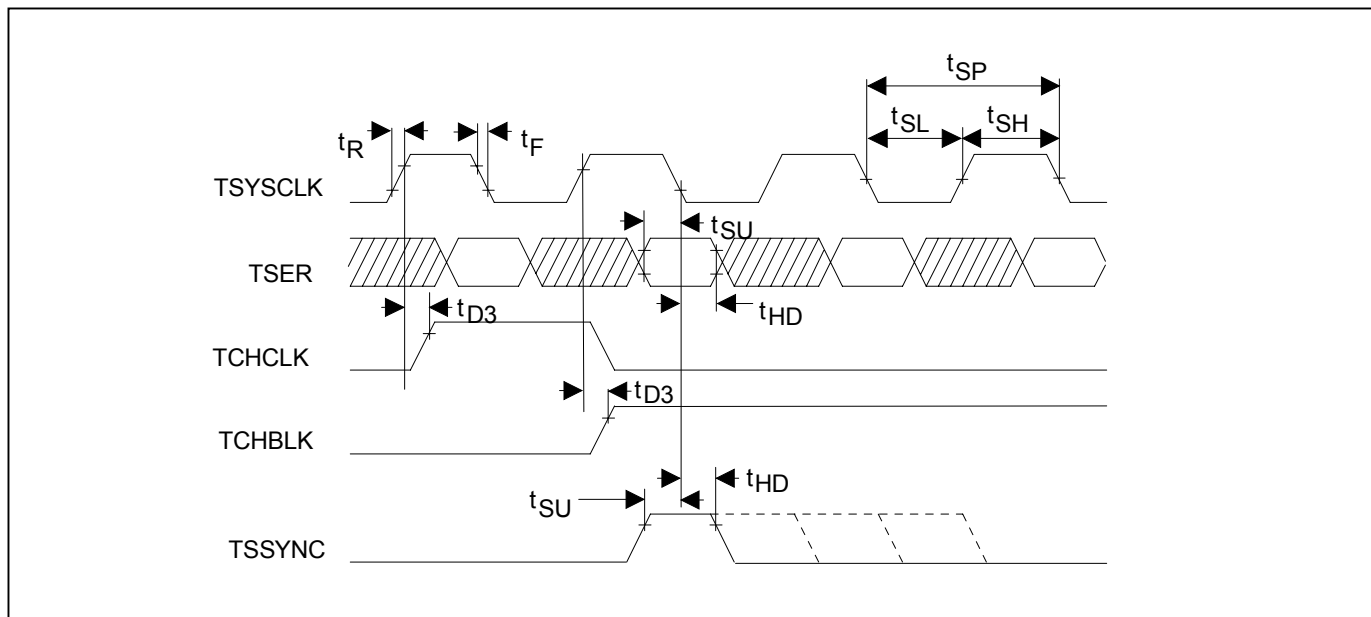 tSP
tSL
tSH
tR
tF
TSYSCLK
tSU
TSER
tD3
tHD
TCHCLK
tD3
TCHBLK
tSU
tHD
TSSYNC